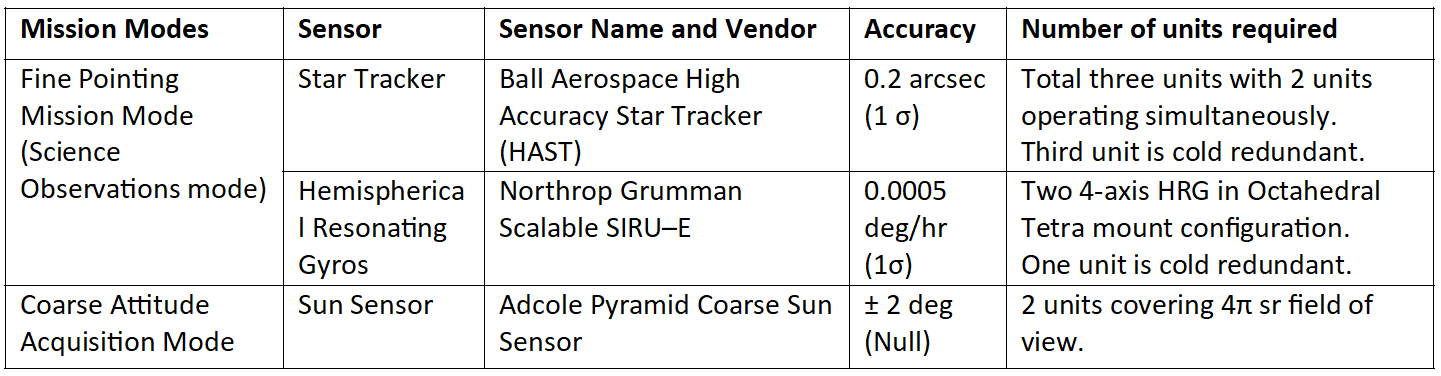 Mission Modes
Sensor
Sensor Name and Vendor
Accuracy
Number of units required
Fine Pointing
Mission Mode
(Science
Observations mode)
Star Tracker
Ball Aerospace High
Accuracy Star Tracker
(HAST)
0.2 arcsec
(1 σ)
Total three units with 2 units
operating simultaneously.
Third unit is cold redundant.
Hemispherica
l Resonating
Gyros
Northrop Grumman
Scalable SIRU–E
0.0005
deg/hr
(1σ)
Two 4-axis HRG in Octahedral
Tetra mount configuration.
One unit is cold redundant.
Coarse Attitude
Acquisition Mode
Sun Sensor
Adcole Pyramid Coarse Sun
Sensor
± 2 deg
(Null)
2 units covering 4π sr field of
view.